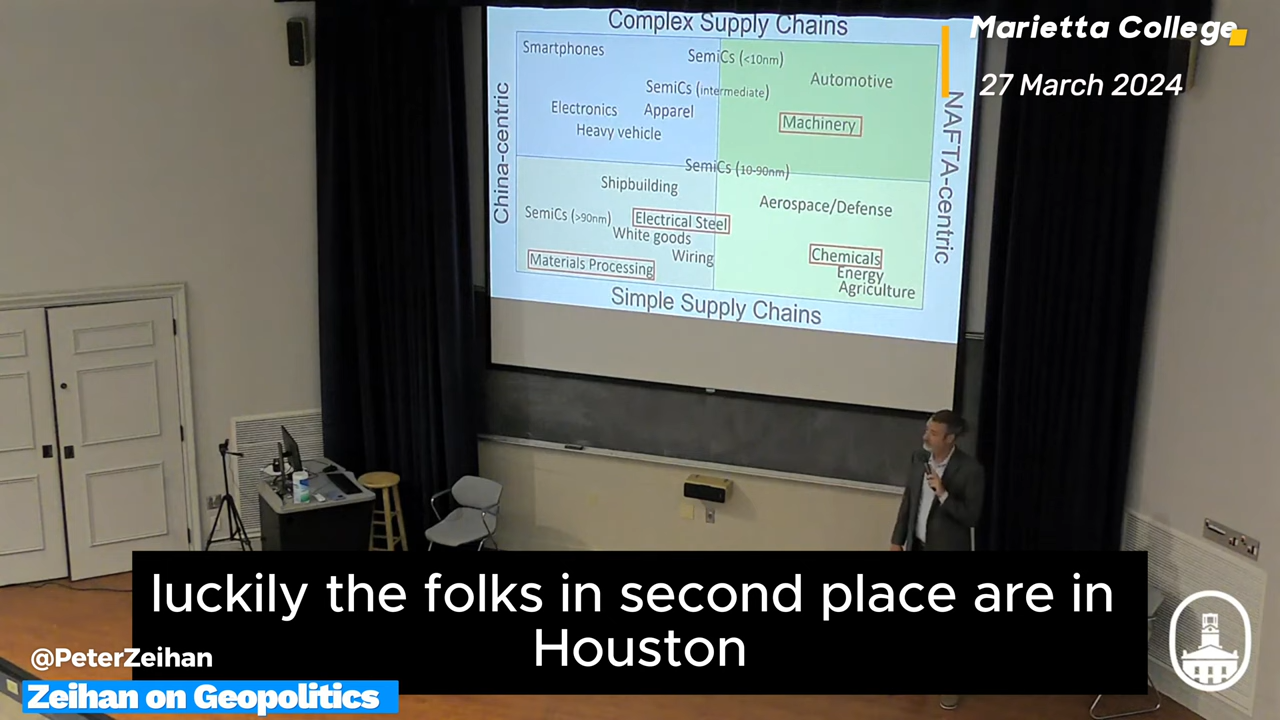 Complex Supply Chains
Marietta College
27 March 2024
Smartphones
SemiCs (<10nm)
Automotive
SemiCs (intermediate)
Electronics
Apparel
Machinery
Heavy vehicle
China-centric
NAFTA-centric
SemiCs (10-90nm)
Shipbuilding
Aerospace/Defense
SemiCs (>90nm)
Electrical Steel
White goods
Wiring
Chemicals
Materials Processing
Energy
Agriculture
Simple Supply Chains
luckily the folks in second place are in
Houston
@PeterZeihan
Zeihan on Geopolitics